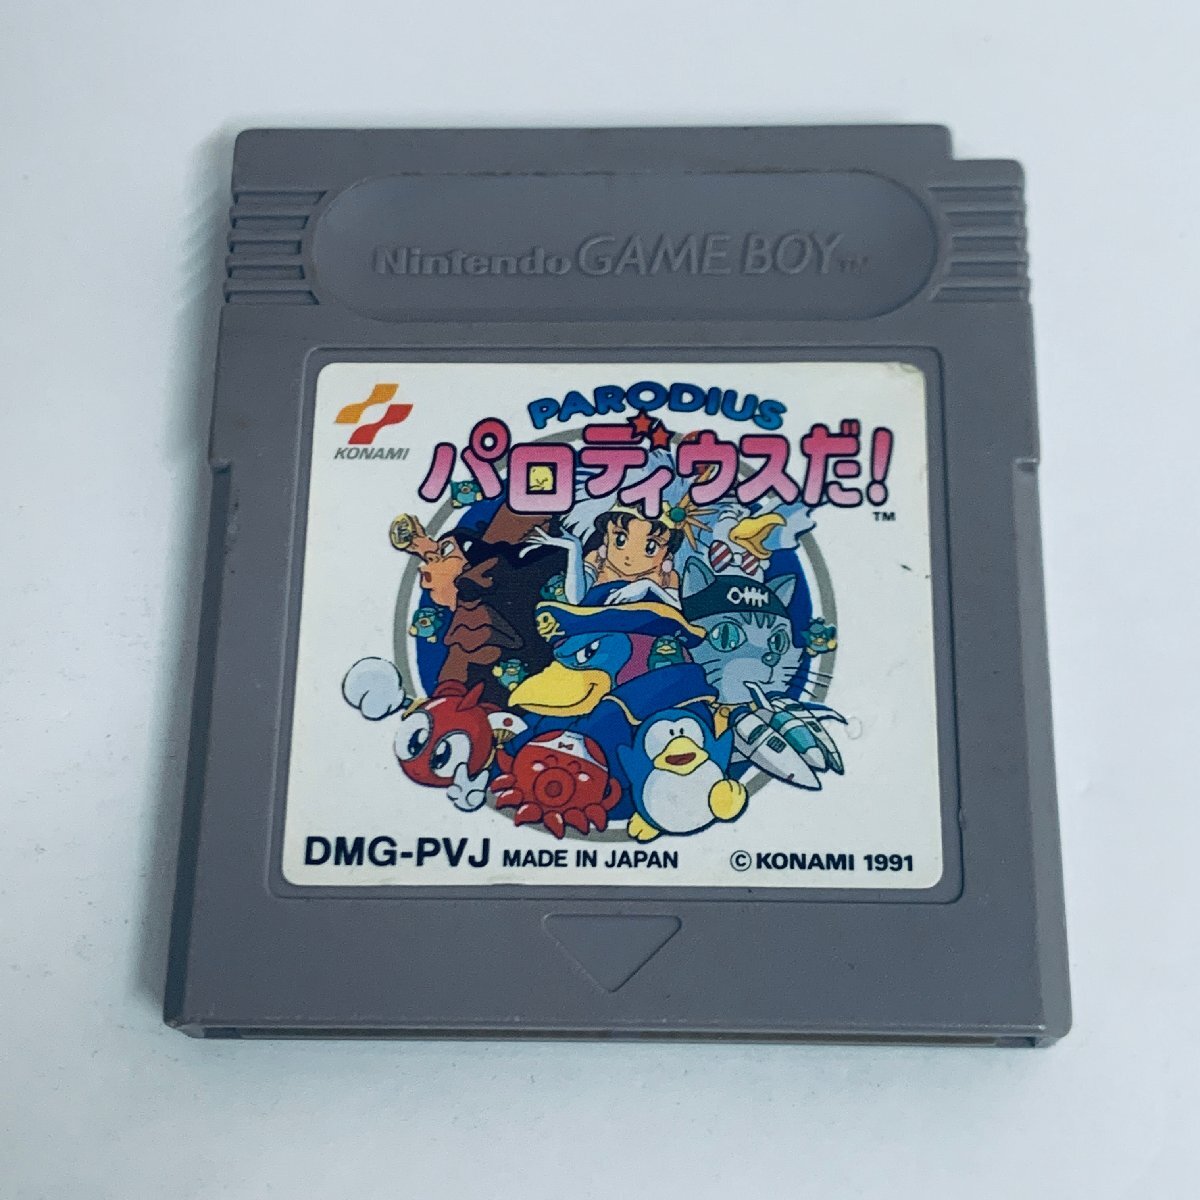 Nintendo GAME BOY™
KONAMI
PARODIUS
パロディウスだ!
™
DMG-PVJ MADE IN JAPAN © KONAMI 1991